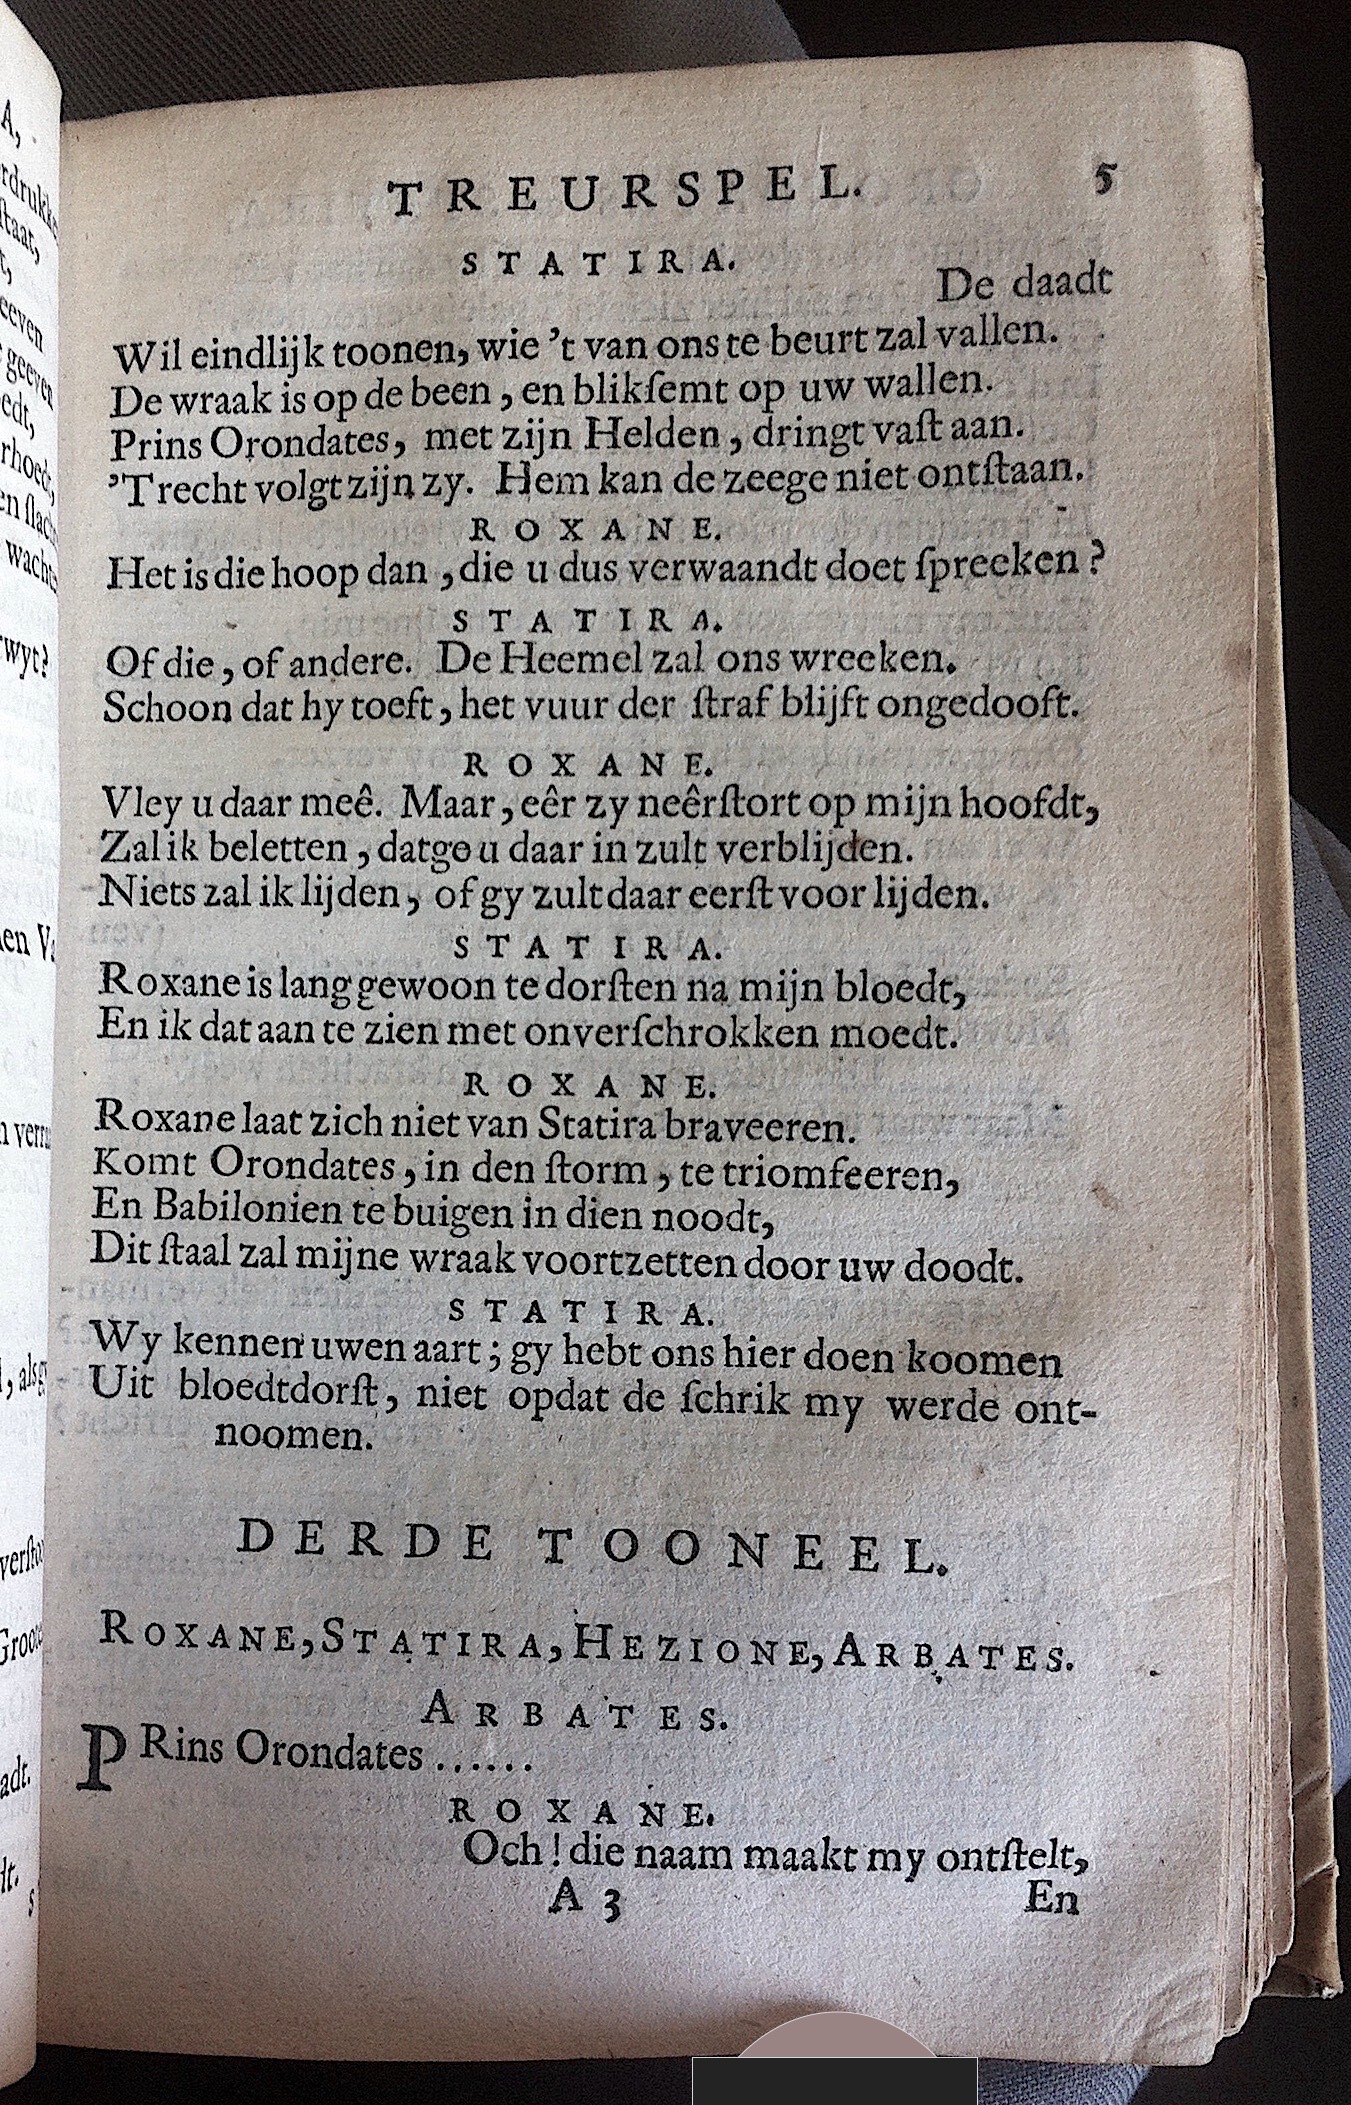 TREURSPEL. 5
STATIRA.
De daadt
Wil eindlijk toonen, wie 't van ons te beurt zal vallen.
De wraak is op de been, en blikſemt op uw wallen.
Prins Orondates, met zijn Helden, dringt vaſt aan.
'Trecht volgt zijn zy. Hem kan de zeege niet ontſtaan.
ROXANE.
Het is die hoop dan, die u dus verwaandt doet ſpreeken?
STATIRA.
Of die, of andere. De Heemel zal ons wreeken.
Schoon dat hy toeft, het vuur der ſtraf blijft ongedooft.
ROXANE.
Vley u daar meê. Maar, eêr zy neêrſtort op mijn hoofdt,
Zal ik beletten, dat ge u daar in zult verblijden.
Niets zal ik lijden, of gy zult daar eerſt voor lijden.
STATIRA.
Roxane is lang gewoon te dorſten na mijn bloedt,
En ik dat aan te zien met onverſchrokken moedt.
ROXANE.
Roxane laat zich niet van Statira braveeren.
Komt Orondates, in den ſtorm, te triomfeeren,
En Babilonien te buigen in dien noodt,
Dit ſtaal zal mijne wraak voortzetten door uw doodt.
STATIRA.
Wy kennen uwen aart; gy hebt ons hier doen koomen
Uit bloedtdorſt, niet opdat de ſchrik my werde ont-
noomen.
DERDE TOONEEL.
ROXANE, STATIRA, HEZIONE, ARBATES.
ARBATES.
PRins Orondates ......
ROXANE.
Och! die naam maakt my ontſtelt,
A 3 En